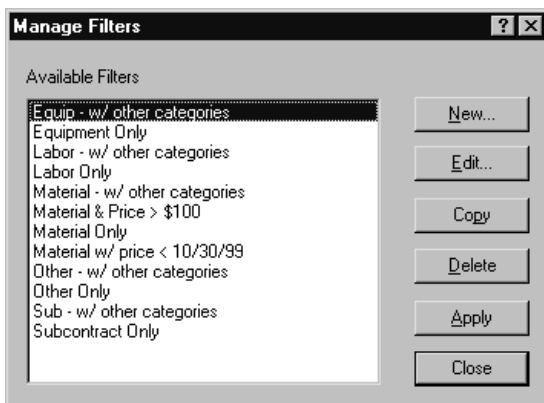 Manage Filters
Available Filters
Equip - w/ other categories
Equipment Only
Labor - w/ other categories
Labor Only
Material - w/ other categories
Material & Price > $100
Material Only
Material w/ price < 10/30/99
Other - w/ other categories
Other Only
Sub - w/ other categories
Subcontract Only
New...
Edit...
Copy
Delete
Apply
Close